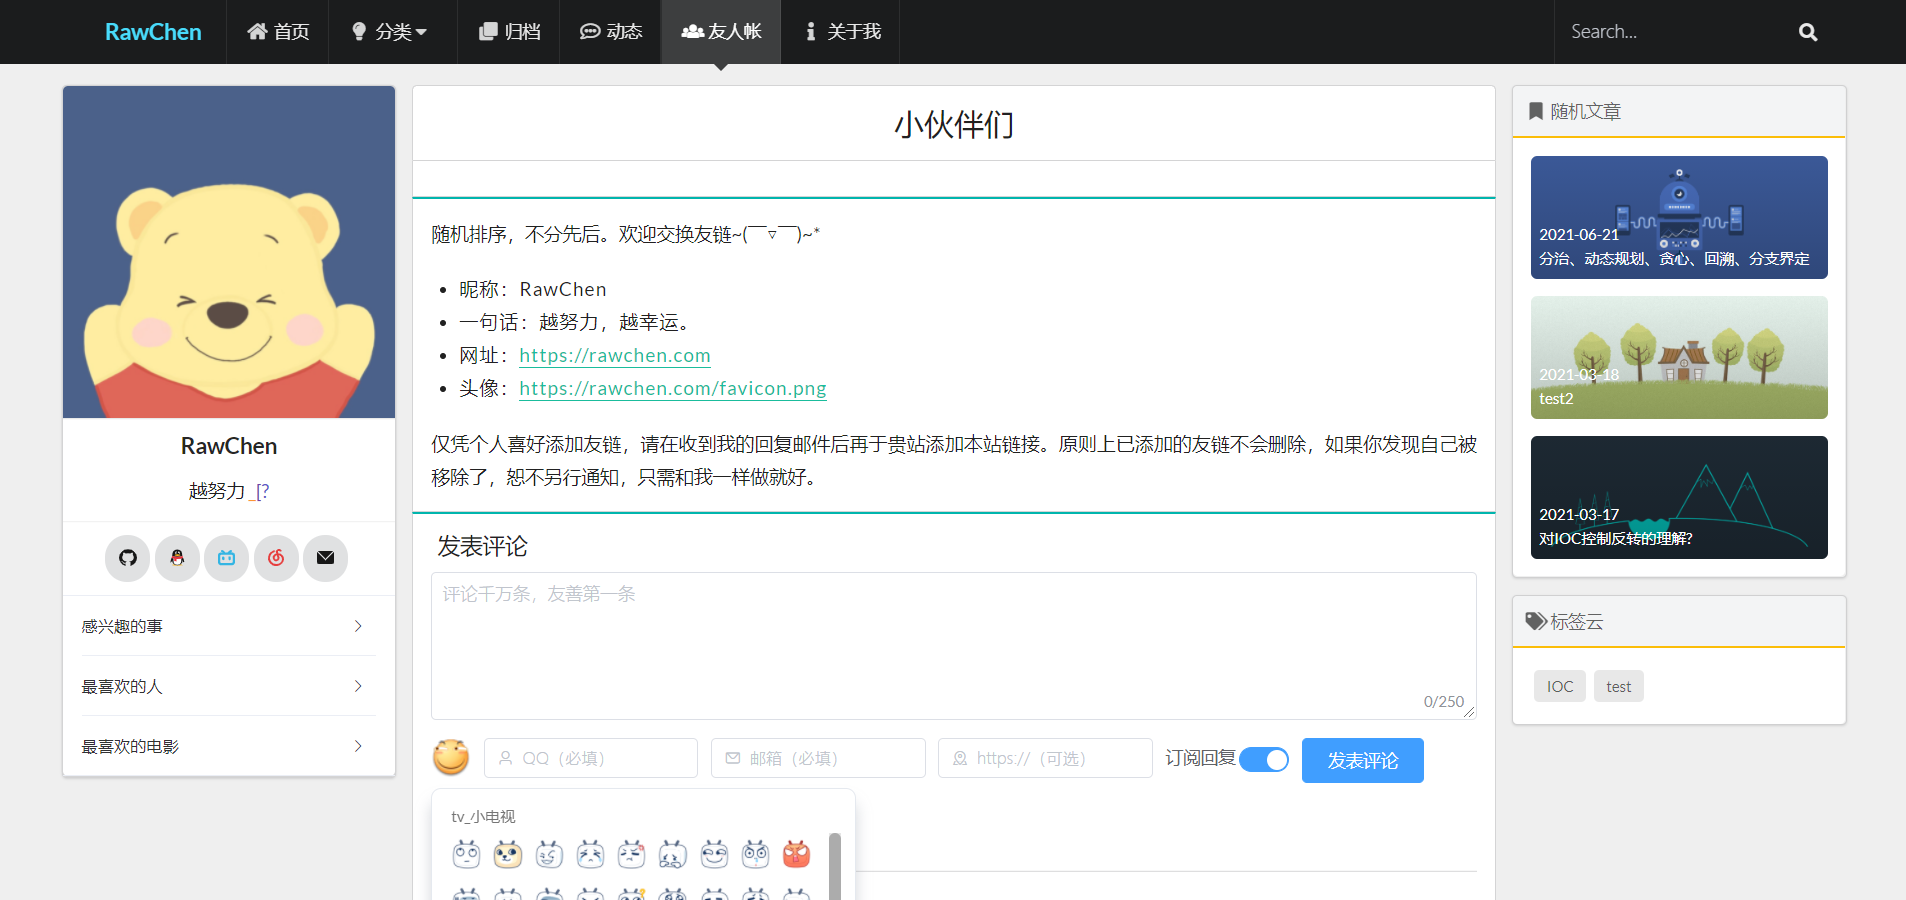 RawChen
首页
分类
归档
动态
友人帐
关于我
Search...
RawChen
越努力_[?
感兴趣的事
最喜欢的人
最喜欢的电影
小伙伴们
随机排序，不分先后。欢迎交换友链~(￣▽￣)~*
昵称：RawChen
一句话：越努力，越幸运。
网址：https://rawchen.com
头像：https://rawchen.com/favicon.png
仅凭个人喜好添加友链，请在收到我的回复邮件后再于贵站添加本站链接。原则上已添加的友链不会删除，如果你发现自己被
移除了，恕不另行通知，只需和我一样做就好。
发表评论
评论千万条，友善第一条
0/250
QQ（必填）
邮箱（必填）
https://（可选）
订阅回复
发表评论
tv_小电视
随机文章
2021-06-21
分治、动态规划、贪心、回溯、分支界定
2021-03-18
test2
2021-03-17
对IOC控制反转的理解?
标签云
IOC
test